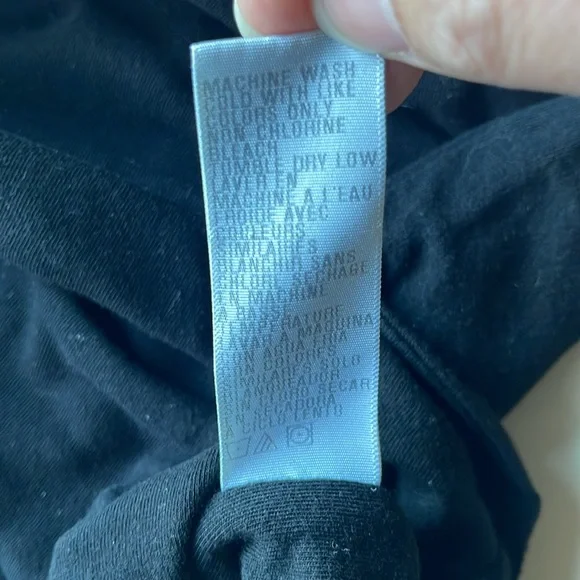 MACHINE WASH
COLD WITH LIKE
COLORS ONLY
NON CHLORINE
BLEACH
TUMBLE DRY LOW
LAVER EN
MACHINE A L'EAU
FROIDE AVEC
COULEURS
SIMILAIRES
BLANCHIR SANS
CHLORE SECHAGE
EN MACHINE
A BASSE
TEMPERATURE
LAVAR A MAQUINA
CON AGUA FRIA
CON COLORES
SIMILARES SOLO
BLANQUEADOR
SIN CLORO SECAR
EN SECADORA
A CICLO LENTO